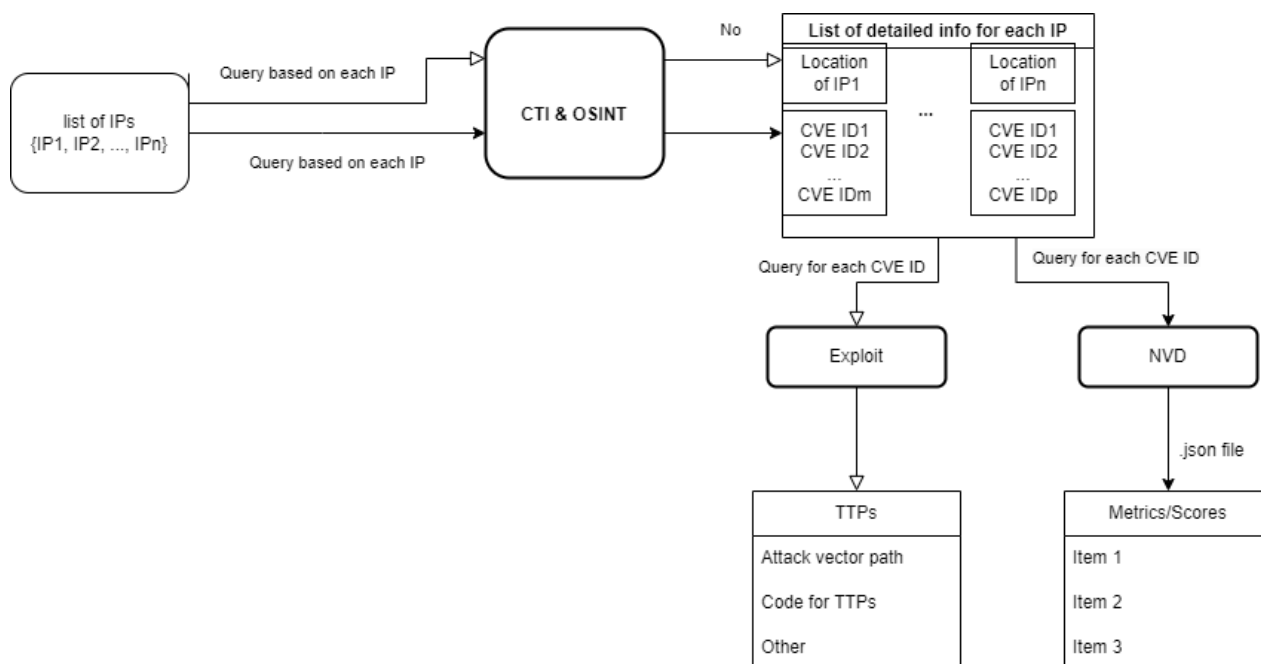 No
List of detailed info for each IP
Query based on each IP
list of IPs
{IP1, IP2, ..., IPn}
Query based on each IP
CTI & OSINT
Location
of IP1
...
Location
of IPn
CVE ID1
CVE ID2
...
CVE IDm
CVE ID1
CVE ID2
...
CVE IDp
Query for each CVE ID
Query for each CVE ID
Exploit
NVD
.json file
TTPs
Attack vector path
Code for TTPs
Other
Metrics/Scores
Item 1
Item 2
Item 3